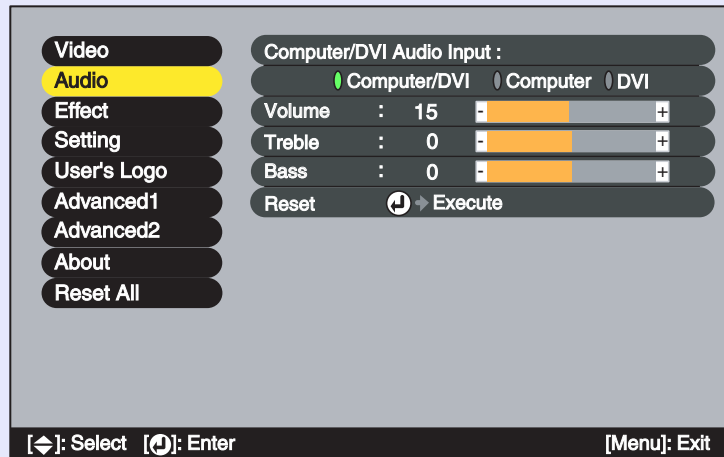 Video
Audio
Effect
Setting
User's Logo
Advanced1
Advanced2
About
Reset All
Computer/DVI Audio Input :
Computer/DVI Computer DVI
Volume : 15 - +
Treble : 0 - +
Bass : 0 - +
Reset Execute
[ ]: Select [ ]: Enter [Menu]: Exit